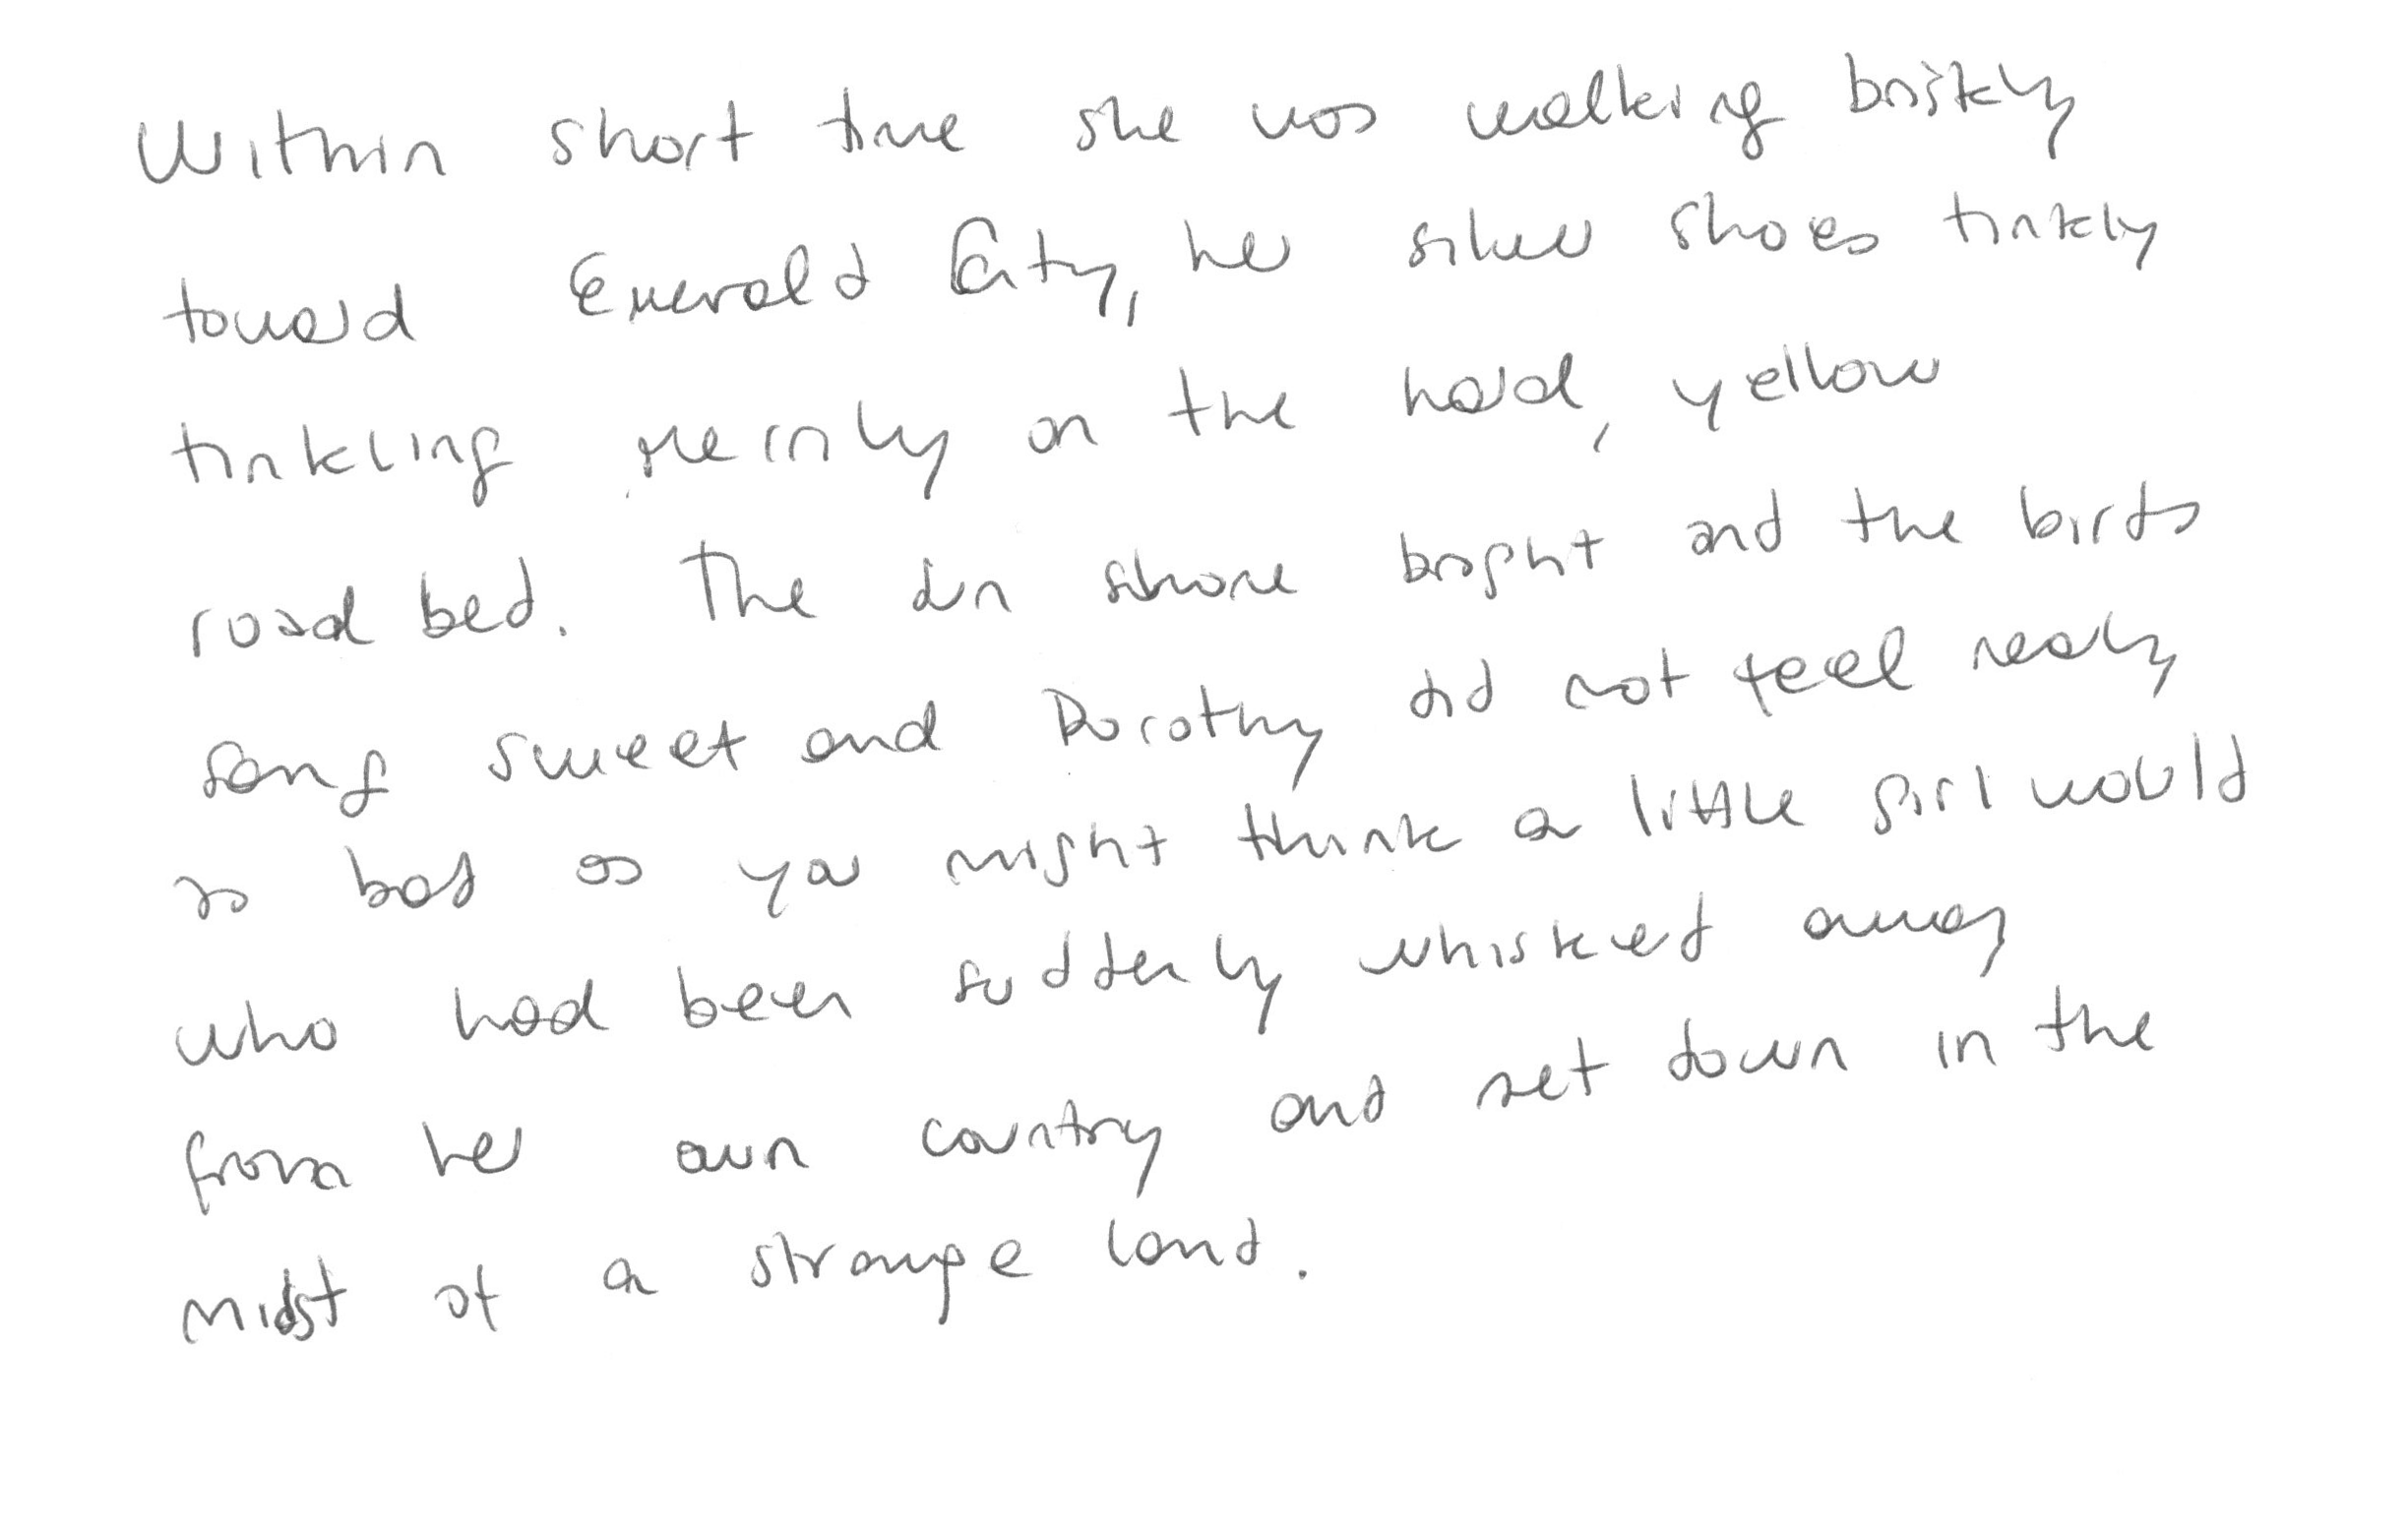 Within short time she was walking briskly
toward Emerald City, her silver shoes tinkly
tinkling merrily on the hard, yellow
road bed. The sun shone bright and the birds
sang sweet and Dorothy did not feel nearly
so bad as you might think a little girl would
who had been suddenly whisked away
from her own country and set down in the
midst of a strange land.